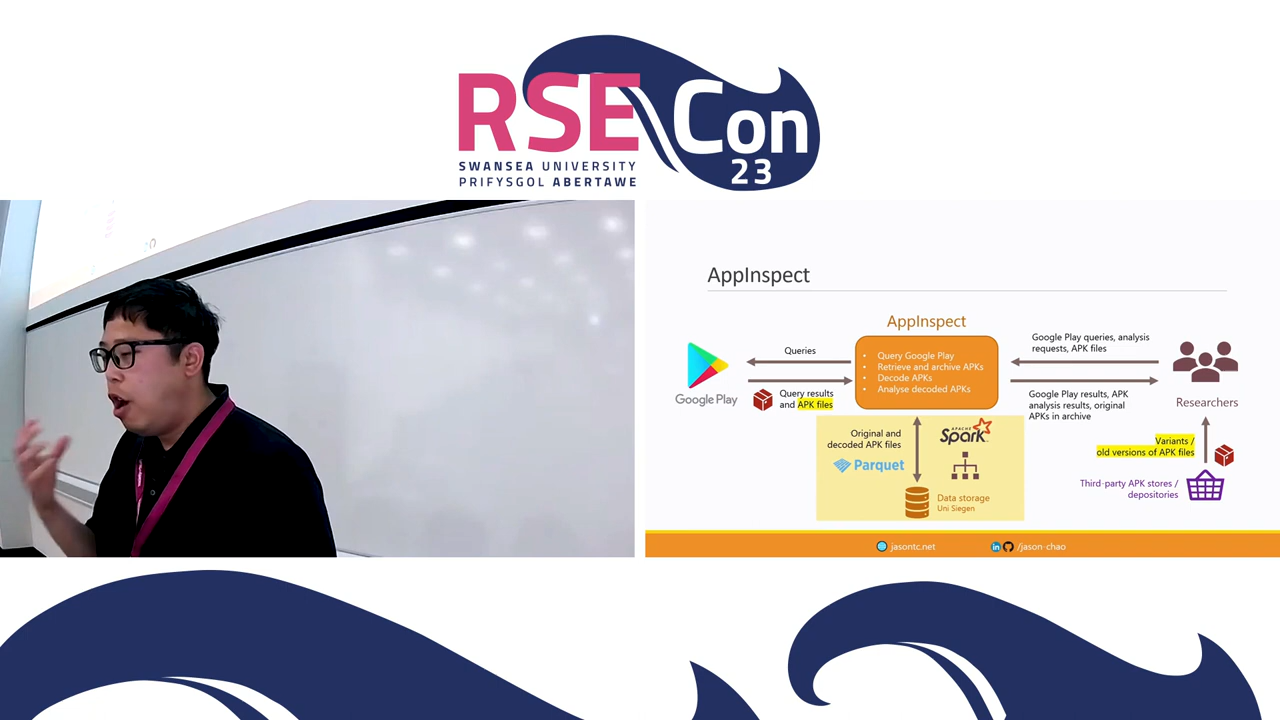 RSE Con
23
SWANSEA UNIVERSITY
PRIFYSGOL ABERTAWE
AppInspect
AppInspect
Google Play
Queries
Query results
and APK files
• Query Google Play
• Retrieve and archive APKs
• Decode APKs
• Analyse decoded APKs
Google Play queries, analysis
requests, APK files
Google Play results, APK
analysis results, original
APKs in archive
Researchers
Original and
decoded APK files
Parquet
APACHE
Spark
Data storage
Uni Siegen
Variants /
old versions of APK files
Third-party APK stores /
depositories
jasontc.net
in
/jason-chao